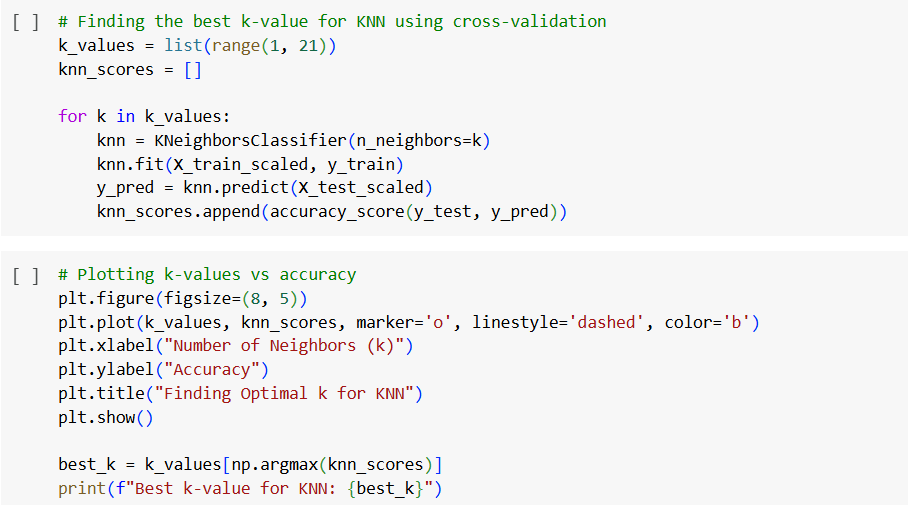 [ ] # Finding the best k-value for KNN using cross-validation
k_values = list(range(1, 21))
knn_scores = []
for k in k_values:
    knn = KNeighborsClassifier(n_neighbors=k)
    knn.fit(X_train_scaled, y_train)
    y_pred = knn.predict(X_test_scaled)
    knn_scores.append(accuracy_score(y_test, y_pred))
[ ] # Plotting k-values vs accuracy
plt.figure(figsize=(8, 5))
plt.plot(k_values, knn_scores, marker='o', linestyle='dashed', color='b')
plt.xlabel("Number of Neighbors (k)")
plt.ylabel("Accuracy")
plt.title("Finding Optimal k for KNN")
plt.show()
best_k = k_values[np.argmax(knn_scores)]
print(f"Best k-value for KNN: {best_k}")